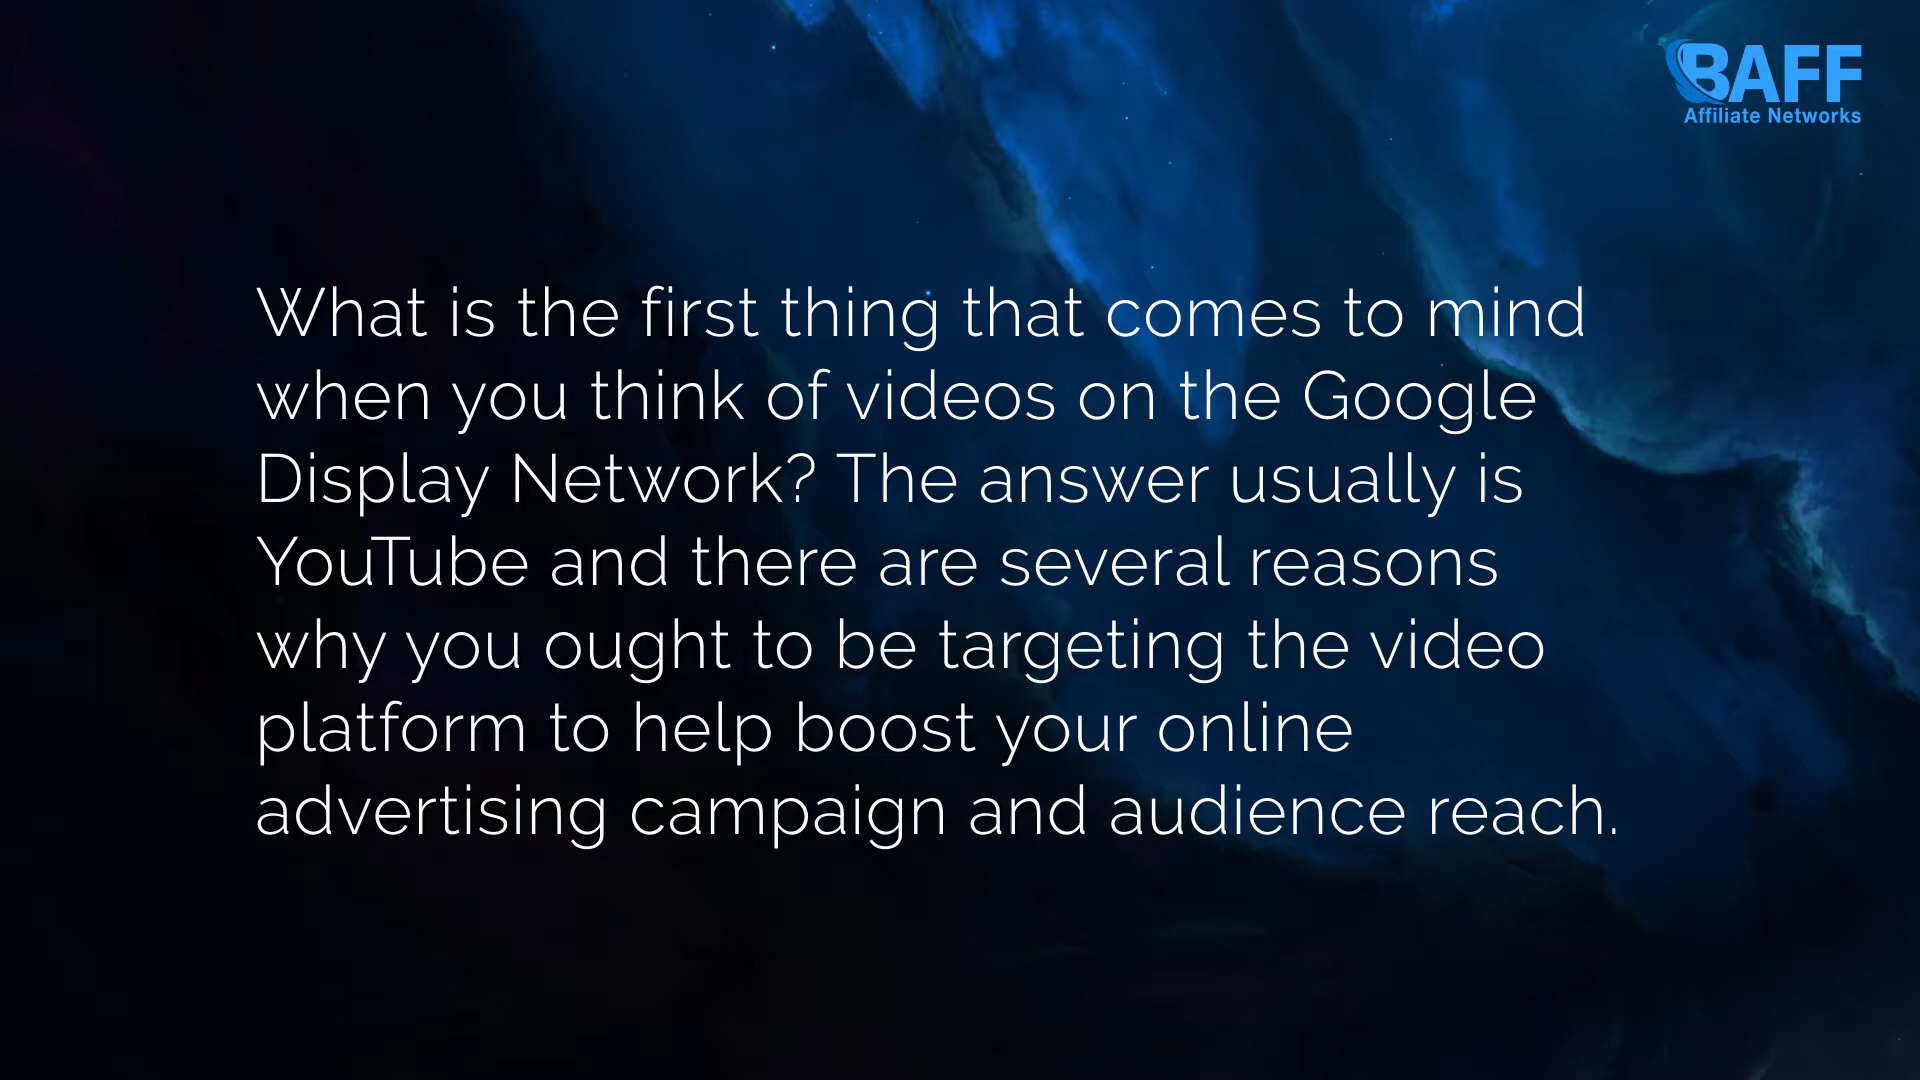 BAFF
Affiliate Networks
What is the first thing that comes to mind
when you think of videos on the Google
Display Network? The answer usually is
YouTube and there are several reasons
why you ought to be targeting the video
platform to help boost your online
advertising campaign and audience reach.